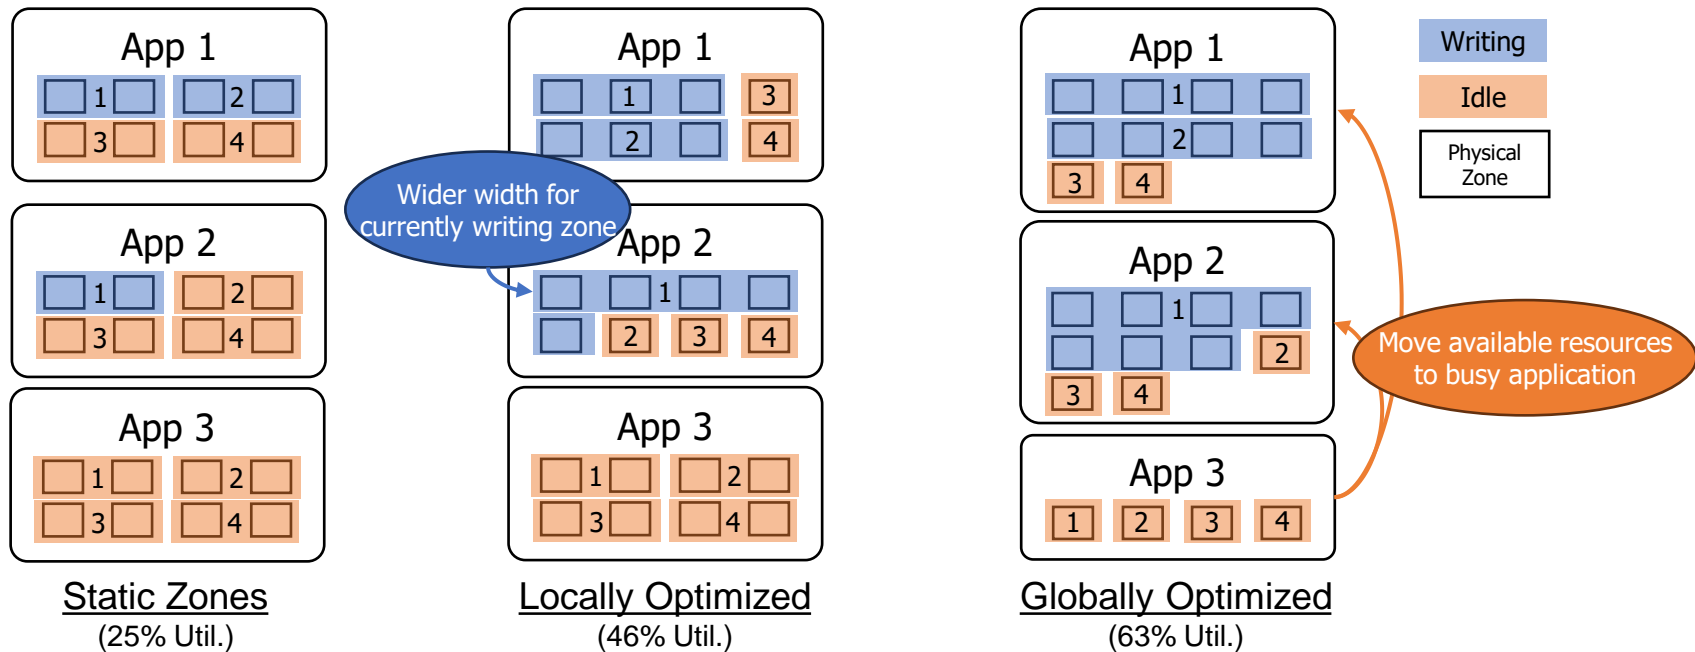 App 1
1 2
3 4
App 2
1 2
3 4
App 3
1 2
3 4
Static Zones
(25% Util.)
App 1
1 3
2 4
Wider width for
currently writing zone
App 2
1
2 3 4
App 3
1 2
3 4
Locally Optimized
(46% Util.)
App 1
1
2
3 4
App 2
1
2
3 4
App 3
1 2 3 4
Globally Optimized
(63% Util.)
Move available resources
to busy application
Writing
Idle
Physical
Zone